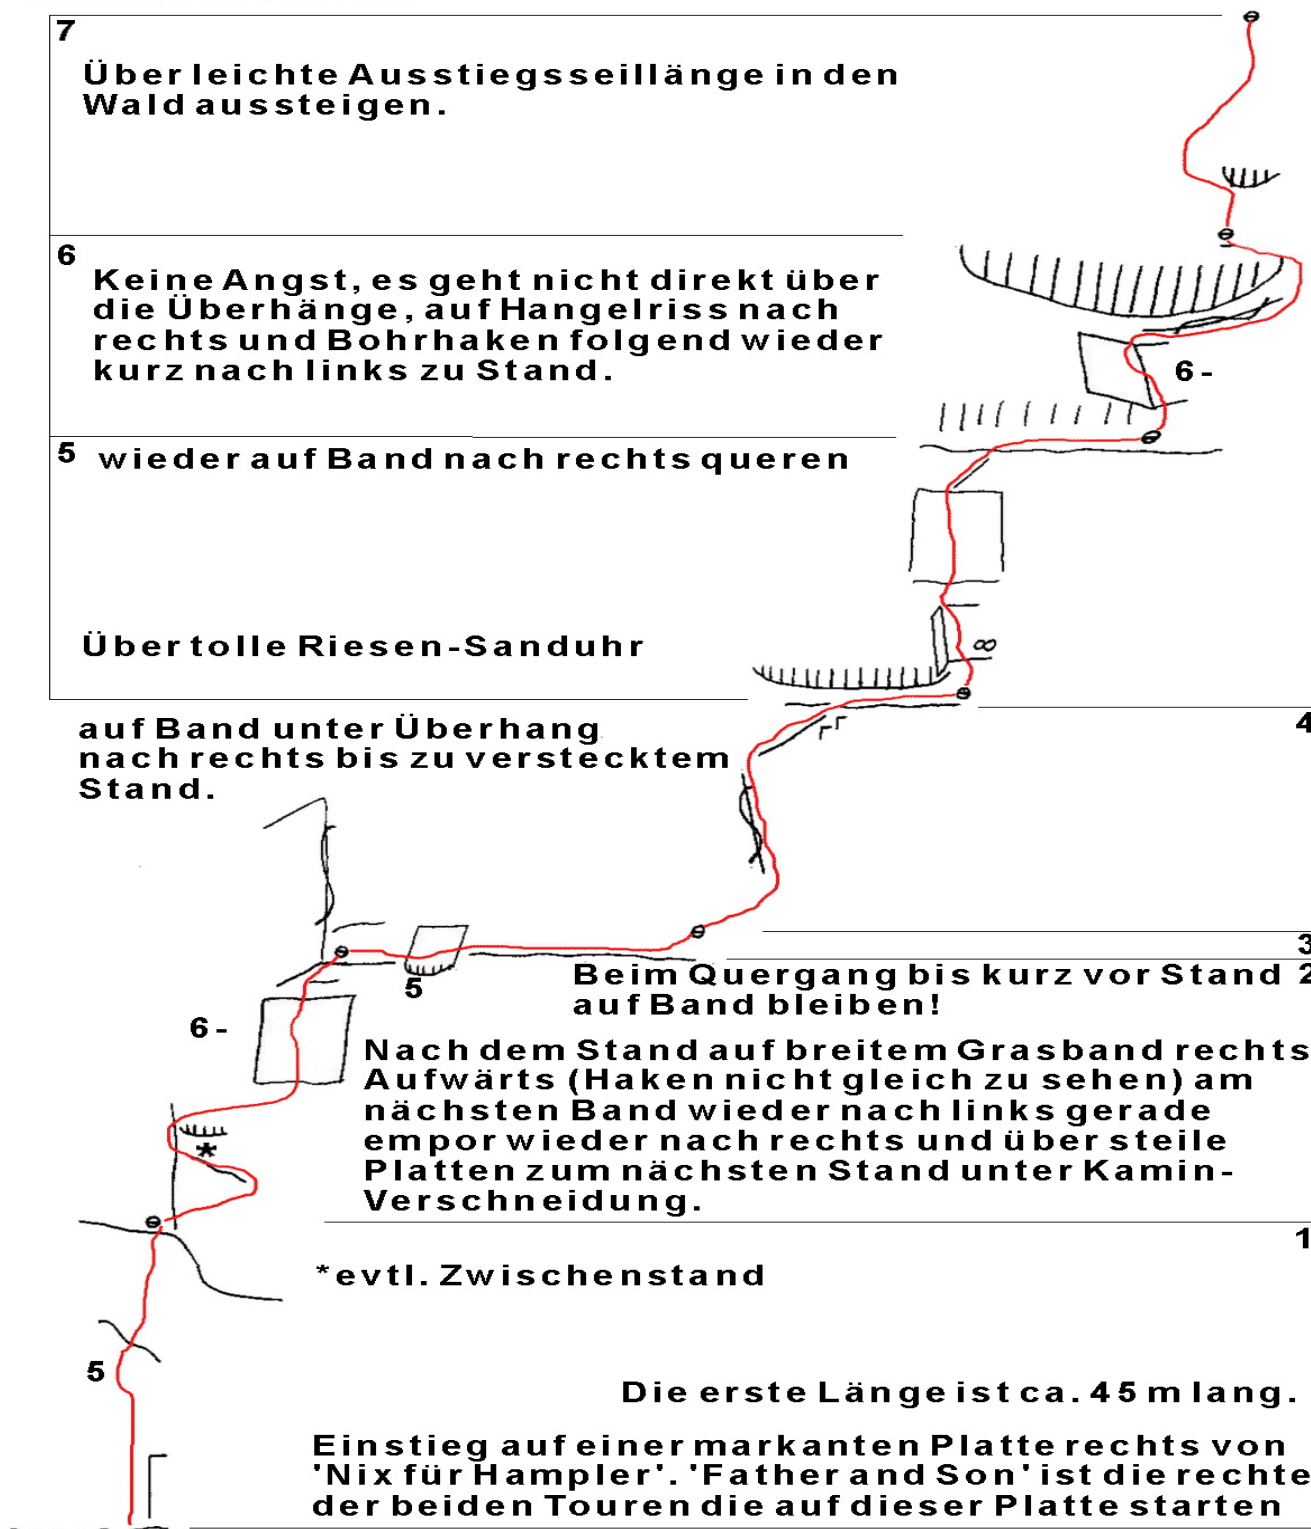 7
Über leichte Ausstiegsseillänge in den
Wald aussteigen.
6
Keine Angst, es geht nicht direkt über
die Überhänge, auf Hangelriss nach
rechts und Bohrhaken folgend wieder
kurz nach links zu Stand.
6-
5 wieder auf Band nach rechts queren
Über tolle Riesen-Sanduhr
4
auf Band unter Überhang
nach rechts bis zu verstecktem
Stand.
3
5
Beim Quergang bis kurz vor Stand 2
auf Band bleiben!
6-
Nach dem Stand auf breitem Grasband rechts
Aufwärts (Haken nicht gleich zu sehen) am
nächsten Band wieder nach links gerade
empor wieder nach rechts und über steile
Platten zum nächsten Stand unter Kamin-
Verschneidung.
*
1
*evtl. Zwischenstand
5
Die erste Länge ist ca. 45 m lang.
Einstieg auf einer markanten Platte rechts von
'Nix für Hampler'. 'Father and Son' ist die rechte
der beiden Touren die auf dieser Platte starten